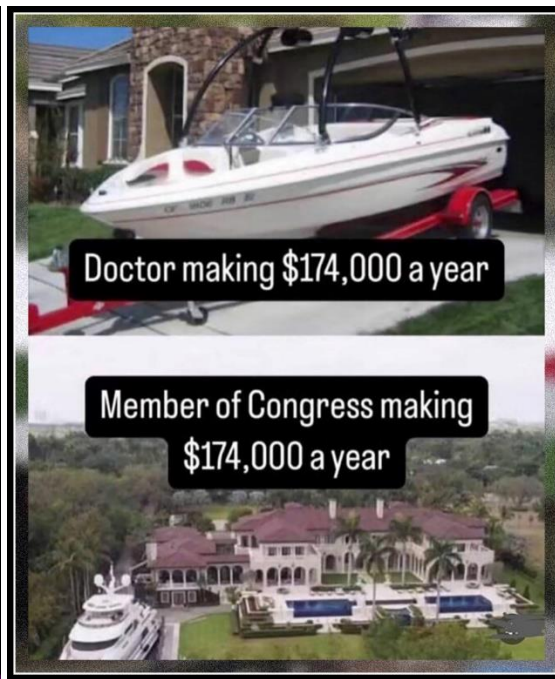 Doctor making $174,000 a year
Member of Congress making
$174,000 a year